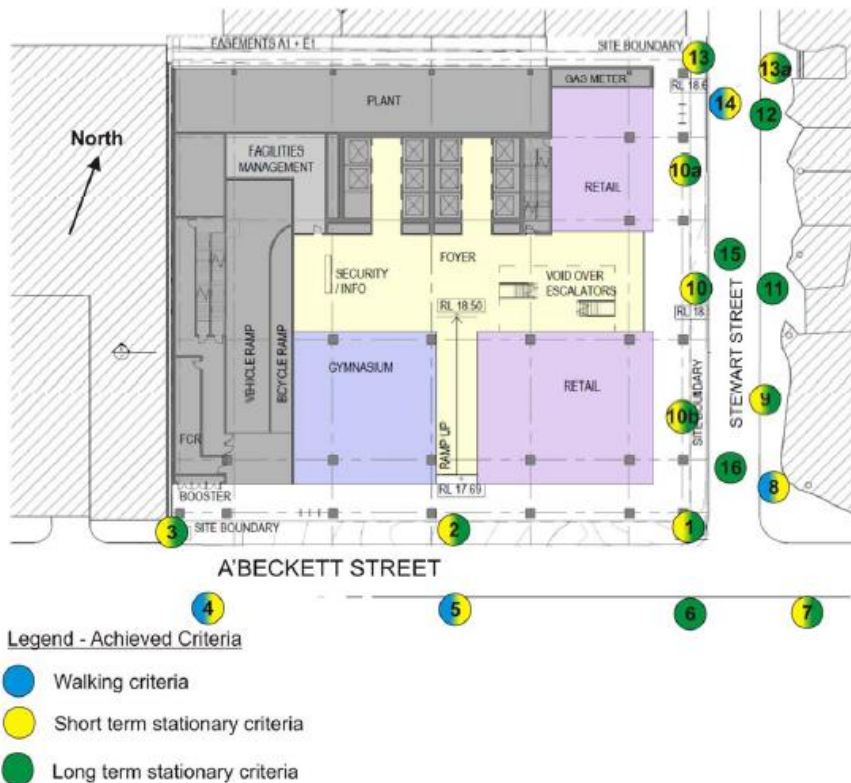 EASEMENTS A1 + E1
SITE BOUNDARY
13
13a
GAS METER
RL 18.6
PLANT
14
12
North
FACILITIES
MANAGEMENT
10a
RETAIL
FOYER
15
SECURITY
/ INFO
VOID OVER
ESCALATORS
10
11
RL 18.50
RL 18.
VEHICLE RAMP
BICYCLE RAMP
GYMNASIUM
RETAIL
STEWART STREET
SITE BOUNDARY
9
10b
FCR
RAMP UP
16
8
BOOSTER
RL 17.69
3
SITE BOUNDARY
2
1
A'BECKETT STREET
4
5
6
7
Legend - Achieved Criteria
Walking criteria
Short term stationary criteria
Long term stationary criteria